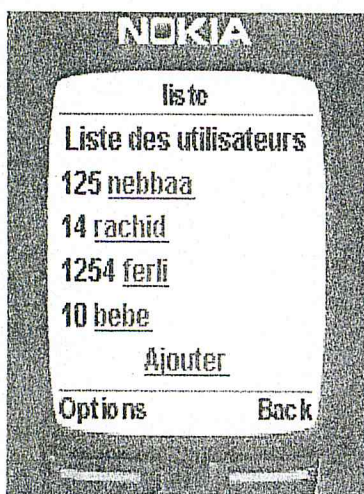 NOKIA
liste
Liste des utilisateurs
125 nebbaa
14 rachid
1254 ferli
10 bebe
Ajouter
Options Back